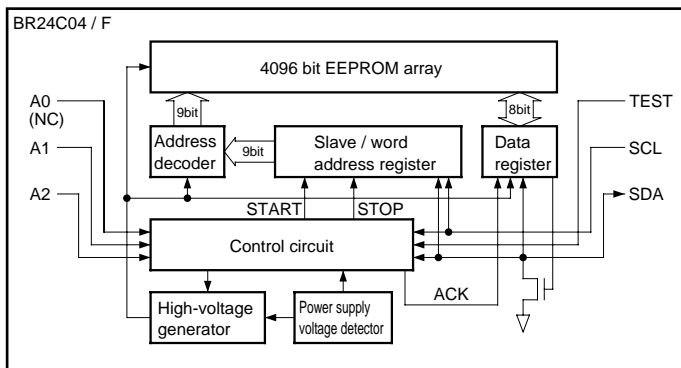 BR24C04 / F
4096 bit EEPROM array
A0
(NC)
A1
A2
9bit
8bit
TEST
SCL
SDA
Address
decoder
9bit
Slave / word
address register
Data
register
START
STOP
Control circuit
ACK
High-voltage
generator
Power supply
voltage detector